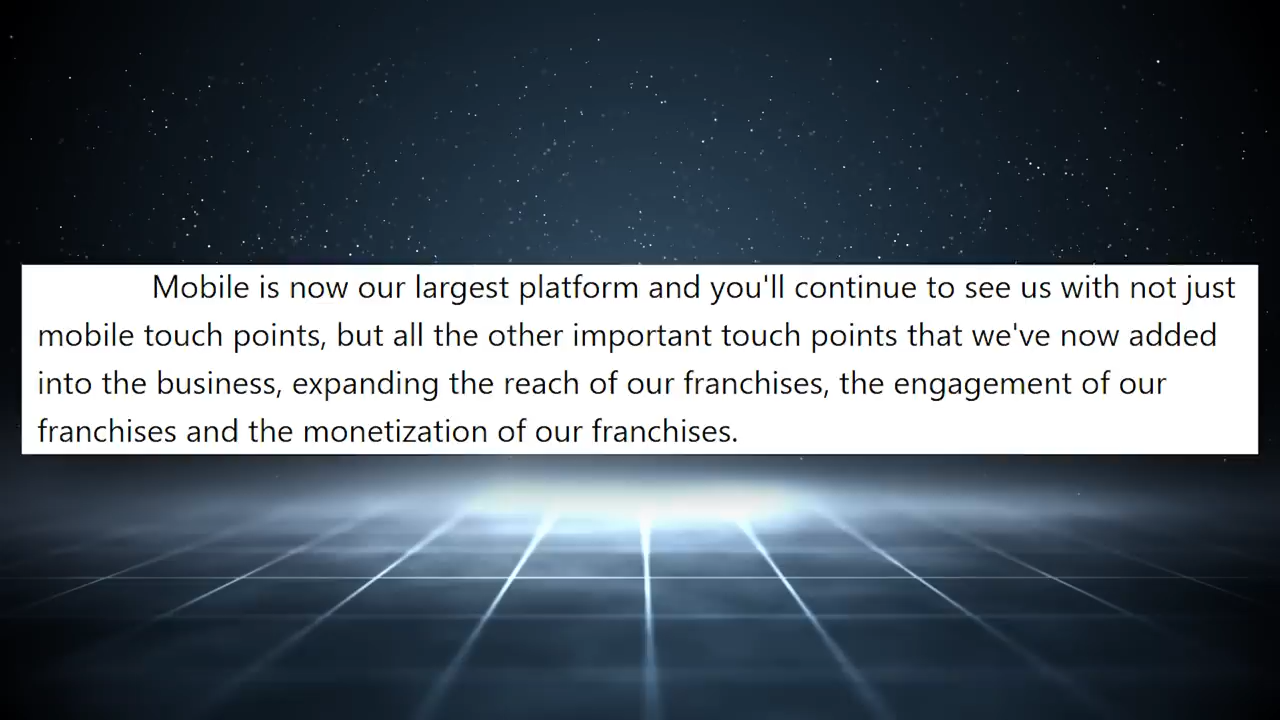 Mobile is now our largest platform and you'll continue to see us with not just
mobile touch points, but all the other important touch points that we've now added
into the business, expanding the reach of our franchises, the engagement of our
franchises and the monetization of our franchises.